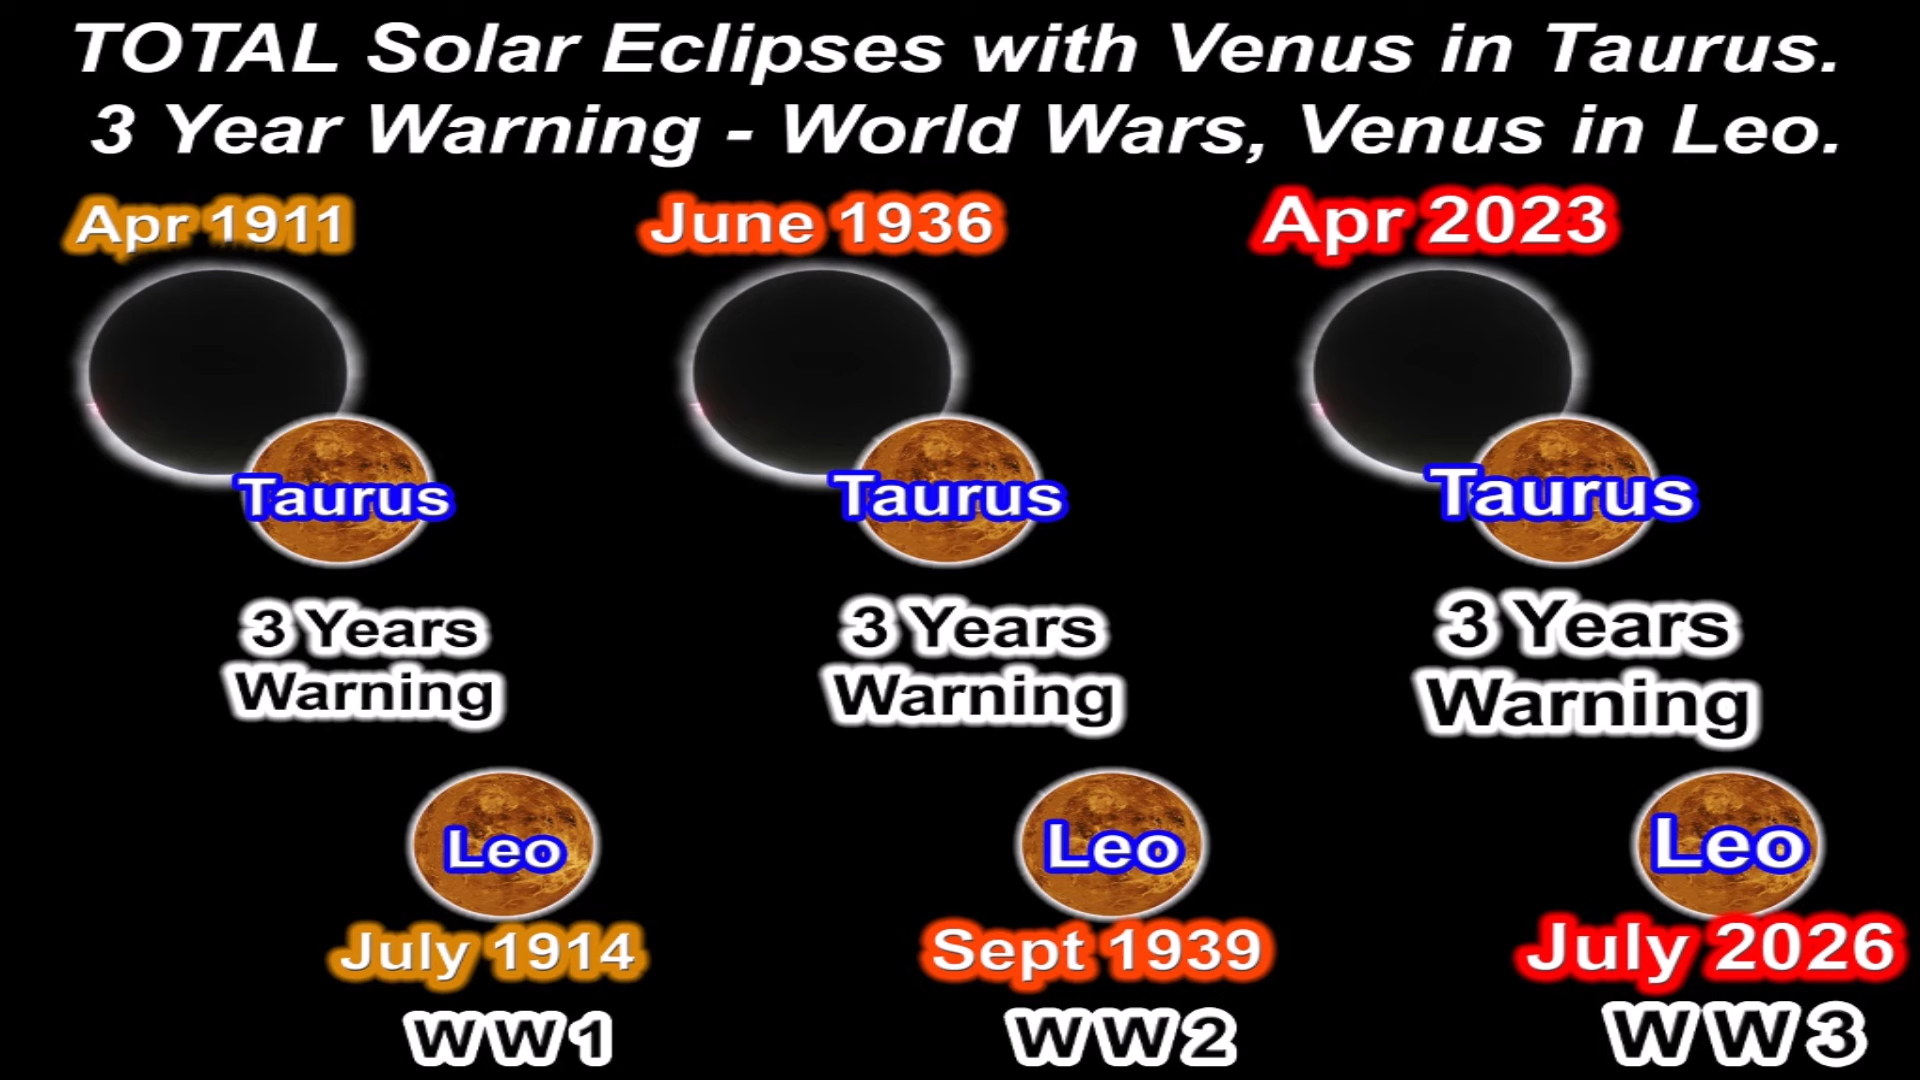 TOTAL Solar Eclipses with Venus in Taurus.
3 Year Warning - World Wars, Venus in Leo.
Apr 1911
June 1936
Apr 2023
Taurus
Taurus
Taurus
3 Years
Warning
3 Years
Warning
3 Years
Warning
Leo
Leo
Leo
July 1914
Sept 1939
July 2026
WW1
WW2
WW3